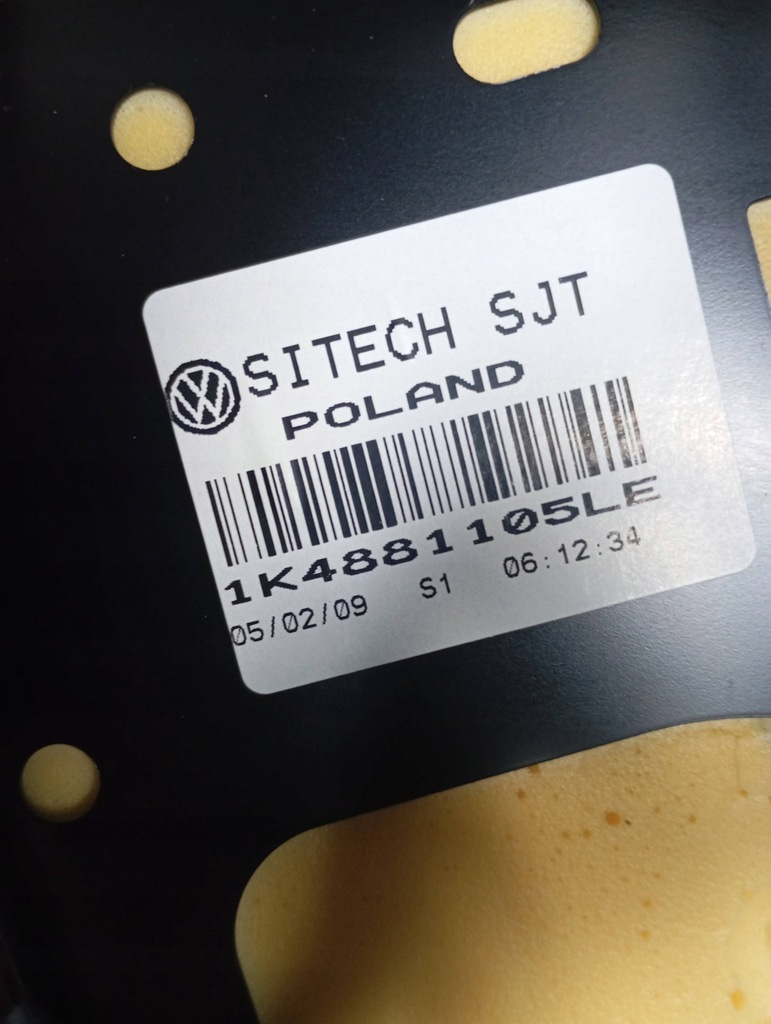 SITECH SJT
POLAND
1K4881105LE
05/02/09 S1 06:12:34